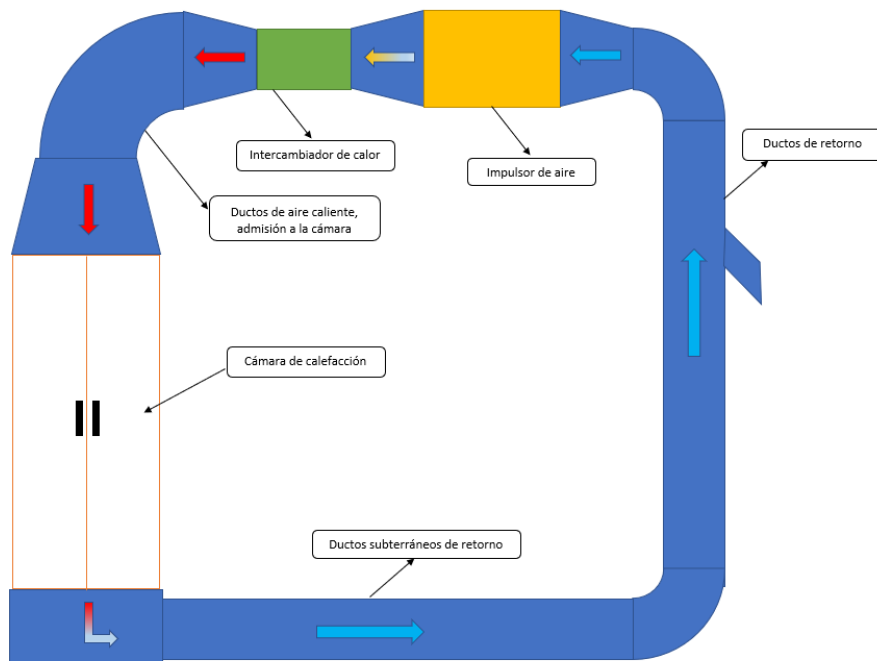 Intercambiador de calor
Impulsor de aire
Ductos de retorno
Ductos de aire caliente,
admisión a la cámara
Cámara de calefacción
Ductos subterráneos de retorno